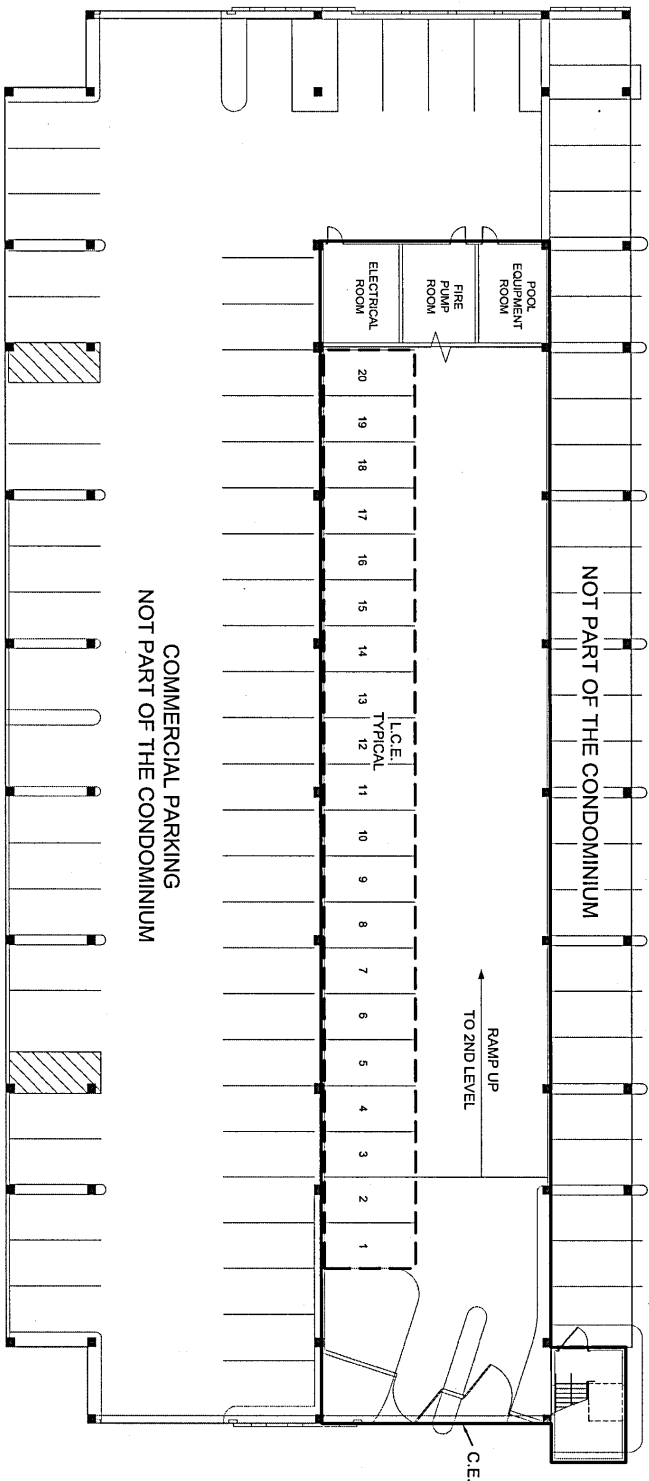 POOL
EQUIPMENT
ROOM
FIRE
PUMP
ROOM
ELECTRICAL
ROOM
NOT PART OF THE CONDOMINIUM
20
19
18
17
16
15
14
13
12
11
10
9
8
7
6
5
4
3
2
1
L.C.E.
TYPICAL
RAMP UP
TO 2ND LEVEL
COMMERCIAL PARKING
NOT PART OF THE CONDOMINIUM
C.E.